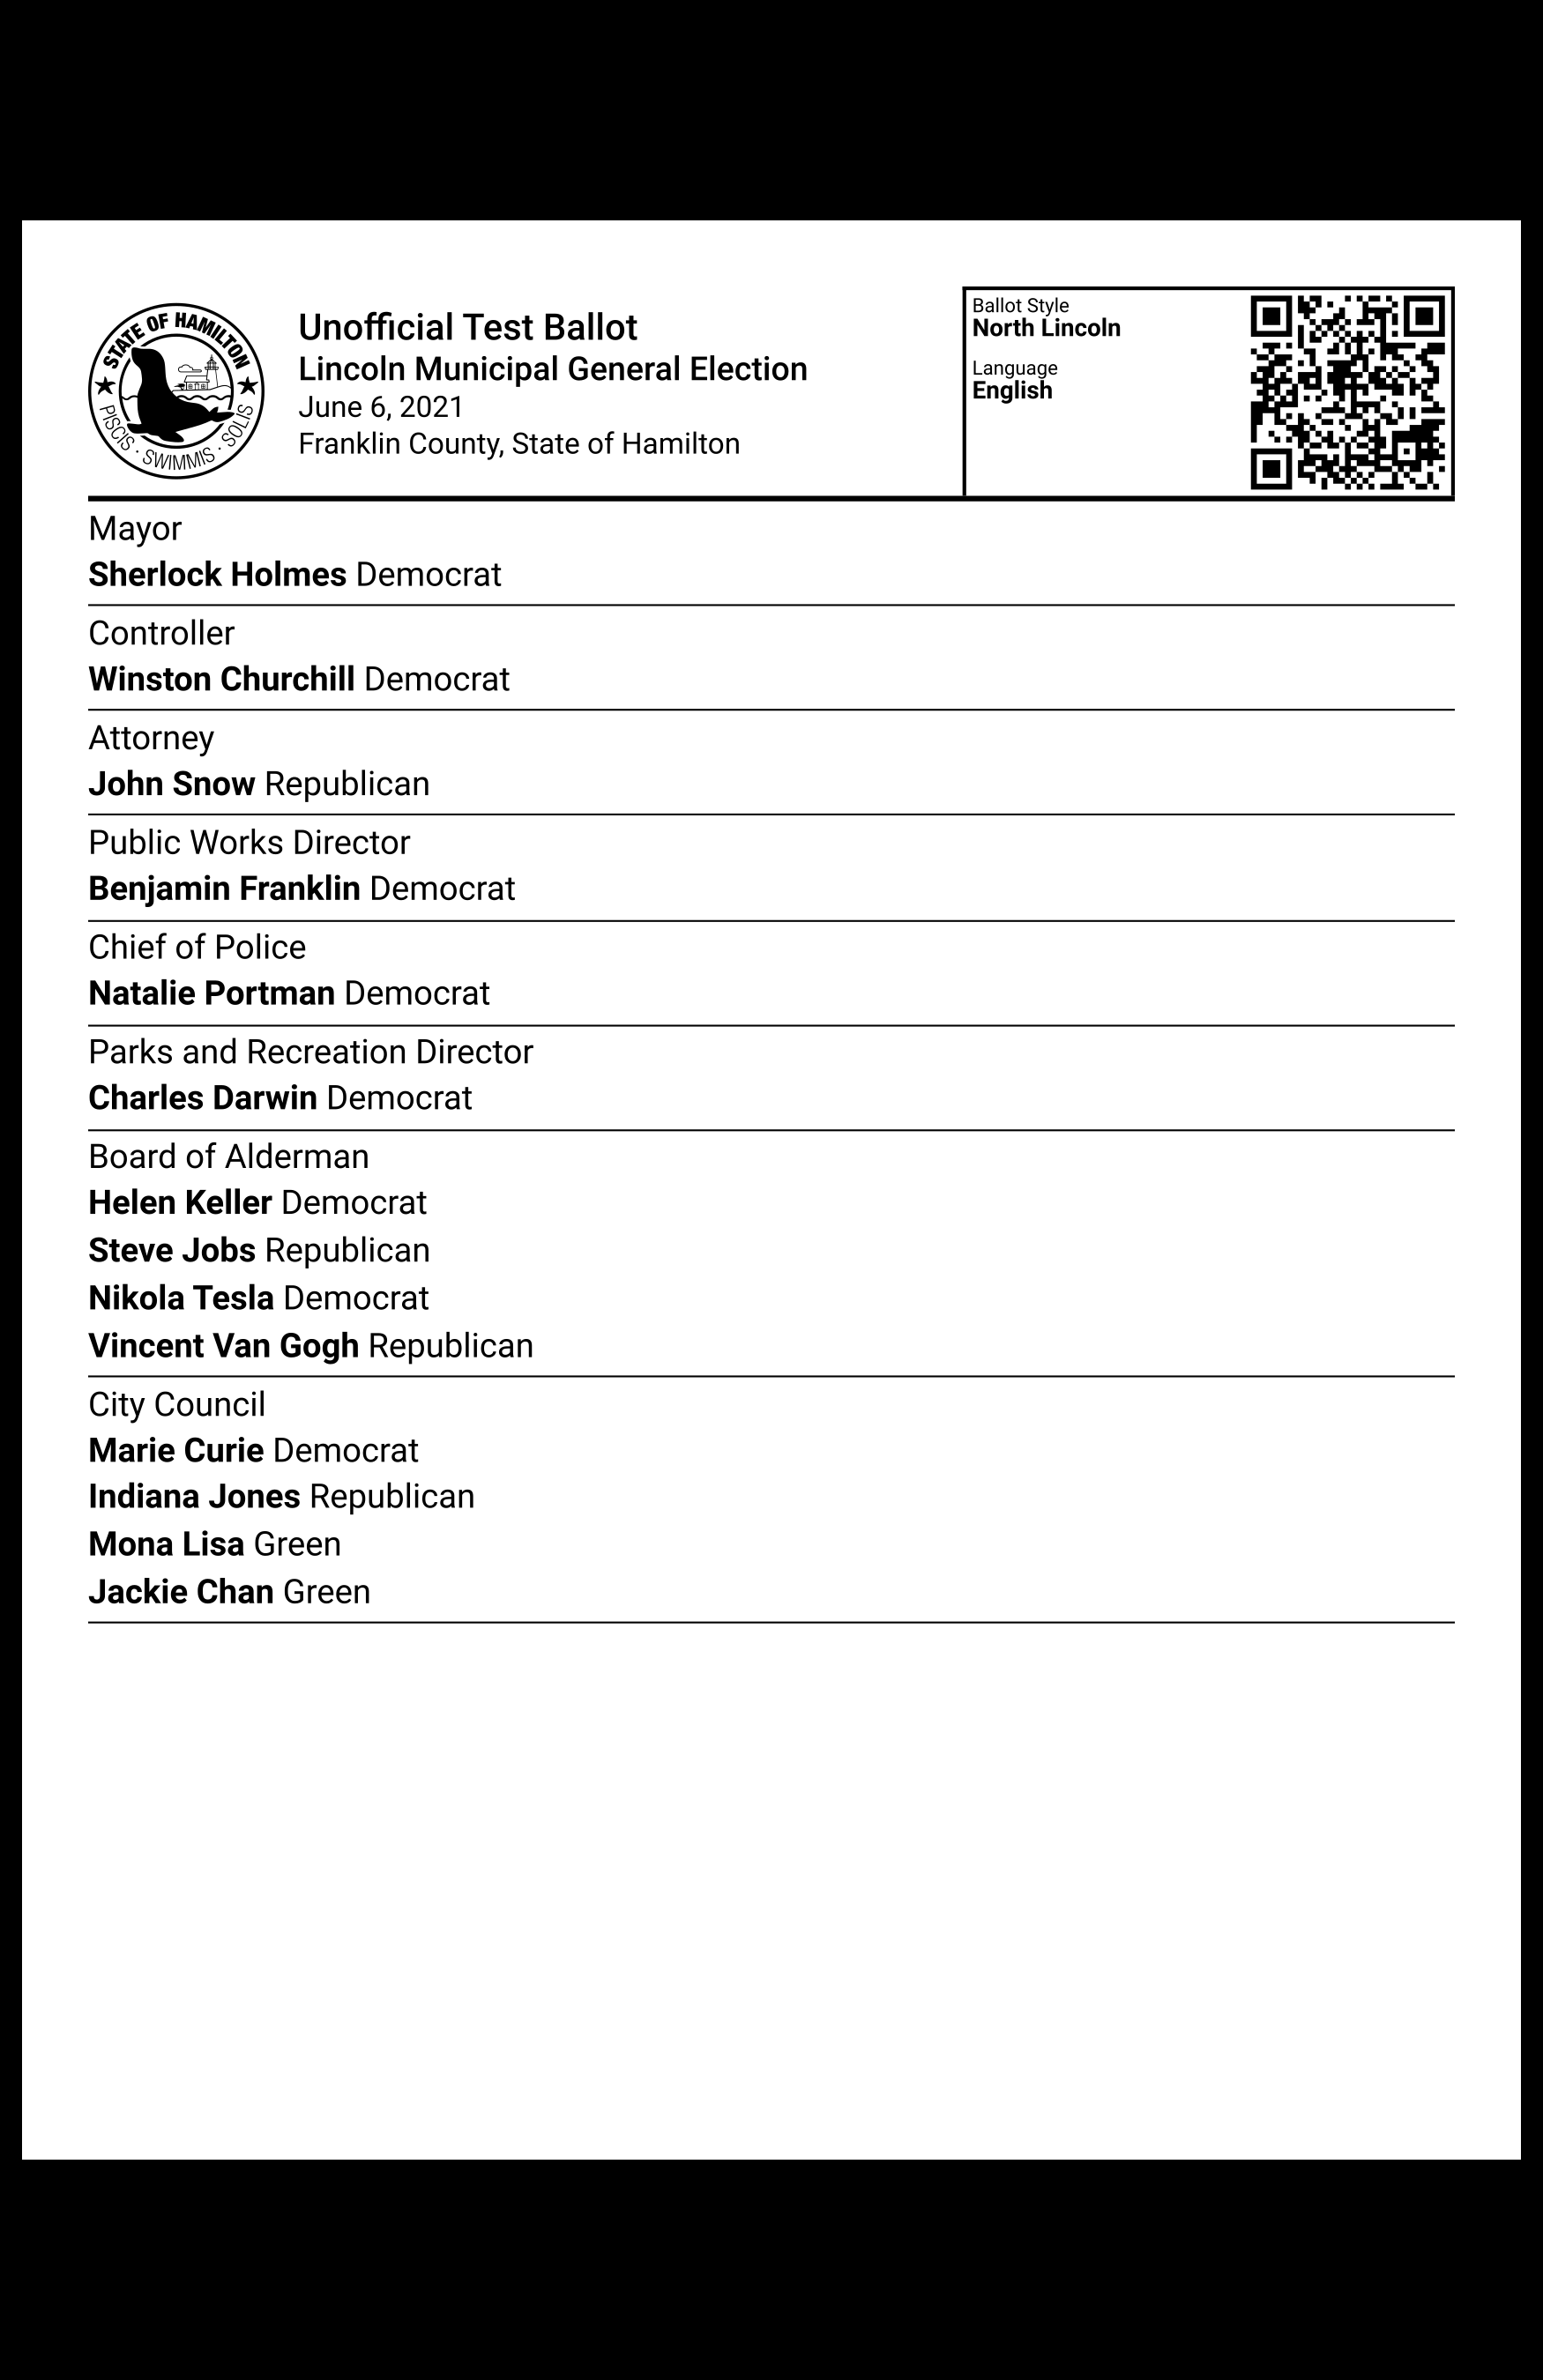 STATE OF HAMILTON
PISCIS · SWIMMIS · SOLIS
Unofficial Test Ballot
Lincoln Municipal General Election
June 6, 2021
Franklin County, State of Hamilton
Ballot Style
North Lincoln
Language
English
Mayor
Sherlock Holmes Democrat
Controller
Winston Churchill Democrat
Attorney
John Snow Republican
Public Works Director
Benjamin Franklin Democrat
Chief of Police
Natalie Portman Democrat
Parks and Recreation Director
Charles Darwin Democrat
Board of Alderman
Helen Keller Democrat
Steve Jobs Republican
Nikola Tesla Democrat
Vincent Van Gogh Republican
City Council
Marie Curie Democrat
Indiana Jones Republican
Mona Lisa Green
Jackie Chan Green